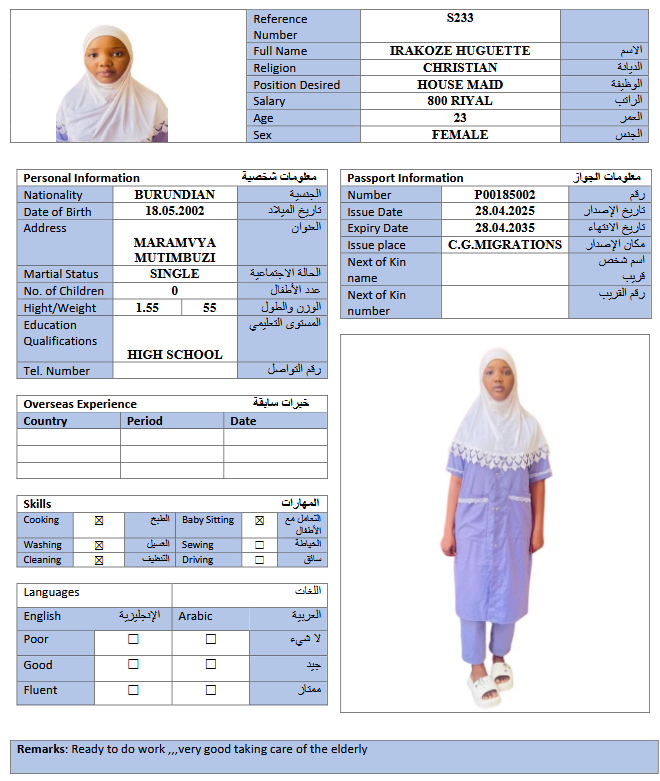 Reference Number S233
Full Name IRAKOZE HUGUETTE الاسم
Religion CHRISTIAN الديانة
Position Desired HOUSE MAID الوظيفة
Salary 800 RIYAL الراتب
Age 23 العمر
Sex FEMALE الجنس
Personal Information معلومات شخصية
Nationality BURUNDIAN الجنسية
Date of Birth 18.05.2002 تاريخ الميلاد
Address العنوان
MARAMVYA
MUTIMBUZI
Martial Status SINGLE الحالة الاجتماعية
No. of Children 0 عدد الأطفال
Hight/Weight 1.55 55 الوزن والطول
Education Qualifications HIGH SCHOOL المستوى التعليمي
Tel. Number رقم التواصل
Passport Information معلومات الجواز
Number P00185002 رقم
Issue Date 28.04.2025 تاريخ الإصدار
Expiry Date 28.04.2035 تاريخ الانتهاء
Issue place C.G.MIGRATIONS مكان الإصدار
Next of Kin name اسم شخص قريب
Next of Kin number رقم القريب
Overseas Experience خبرات سابقة
Country Period Date
Skills المهارات
Cooking ☒ الطبخ Baby Sitting ☒ التعامل مع الأطفال
Washing ☒ الغسيل Sewing ☐ الخياطة
Cleaning ☒ التنظيف Driving ☐ سائق
Languages اللغات
English الإنجليزية Arabic العربية
Poor ☐ ☐ لا شيء
Good ☐ ☐ جيد
Fluent ☐ ☐ ممتاز
Remarks: Ready to do work ,,,very good taking care of the elderly